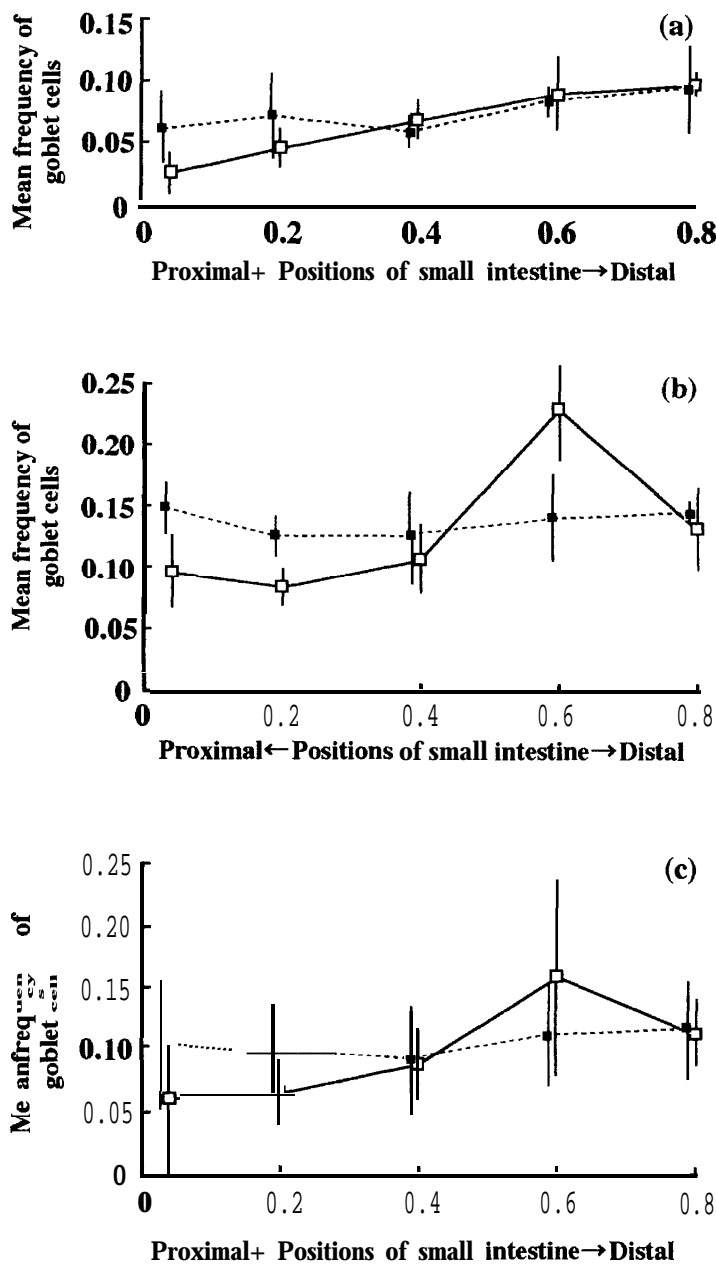 (a)
Mean frequency of
goblet cells
0.15
0.10
0.05
0
0 0.2 0.4 0.6 0.8
Proximal+ Positions of small intestine→Distal
(b)
Mean frequency of
goblet cells
0.25
0.20
0.15
0.10
0.05
0
0 0.2 0.4 0.6 0.8
Proximal←Positions of small intestine→Distal
(c)
Me anfrequency of
goblet cells
0.25
0.20
0.15
0.10
0.05
0
0 0.2 0.4 0.6 0.8
Proximal+ Positions of small intestine→Distal